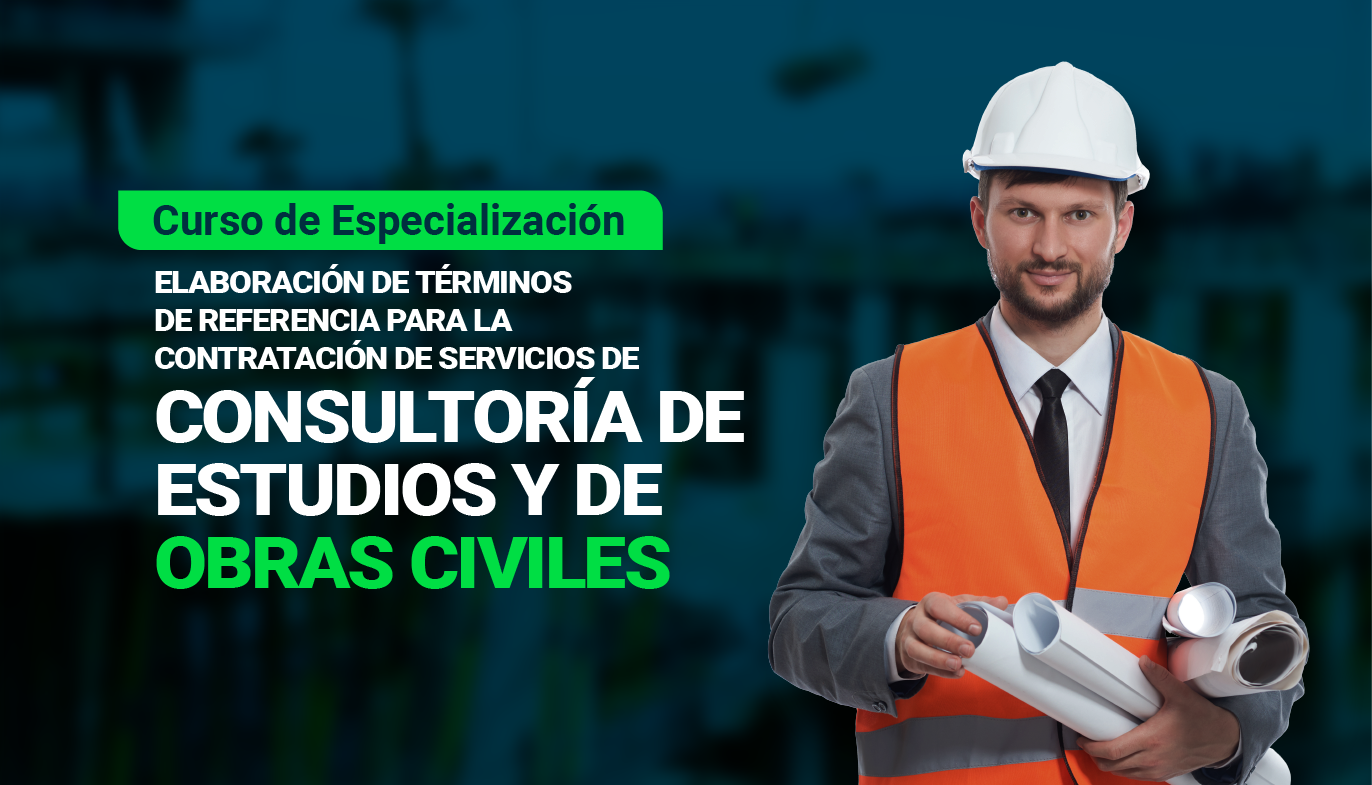 Curso de Especialización
ELABORACIÓN DE TÉRMINOS
DE REFERENCIA PARA LA
CONTRATACIÓN DE SERVICIOS DE
CONSULTORÍA DE
ESTUDIOS Y DE
OBRAS CIVILES